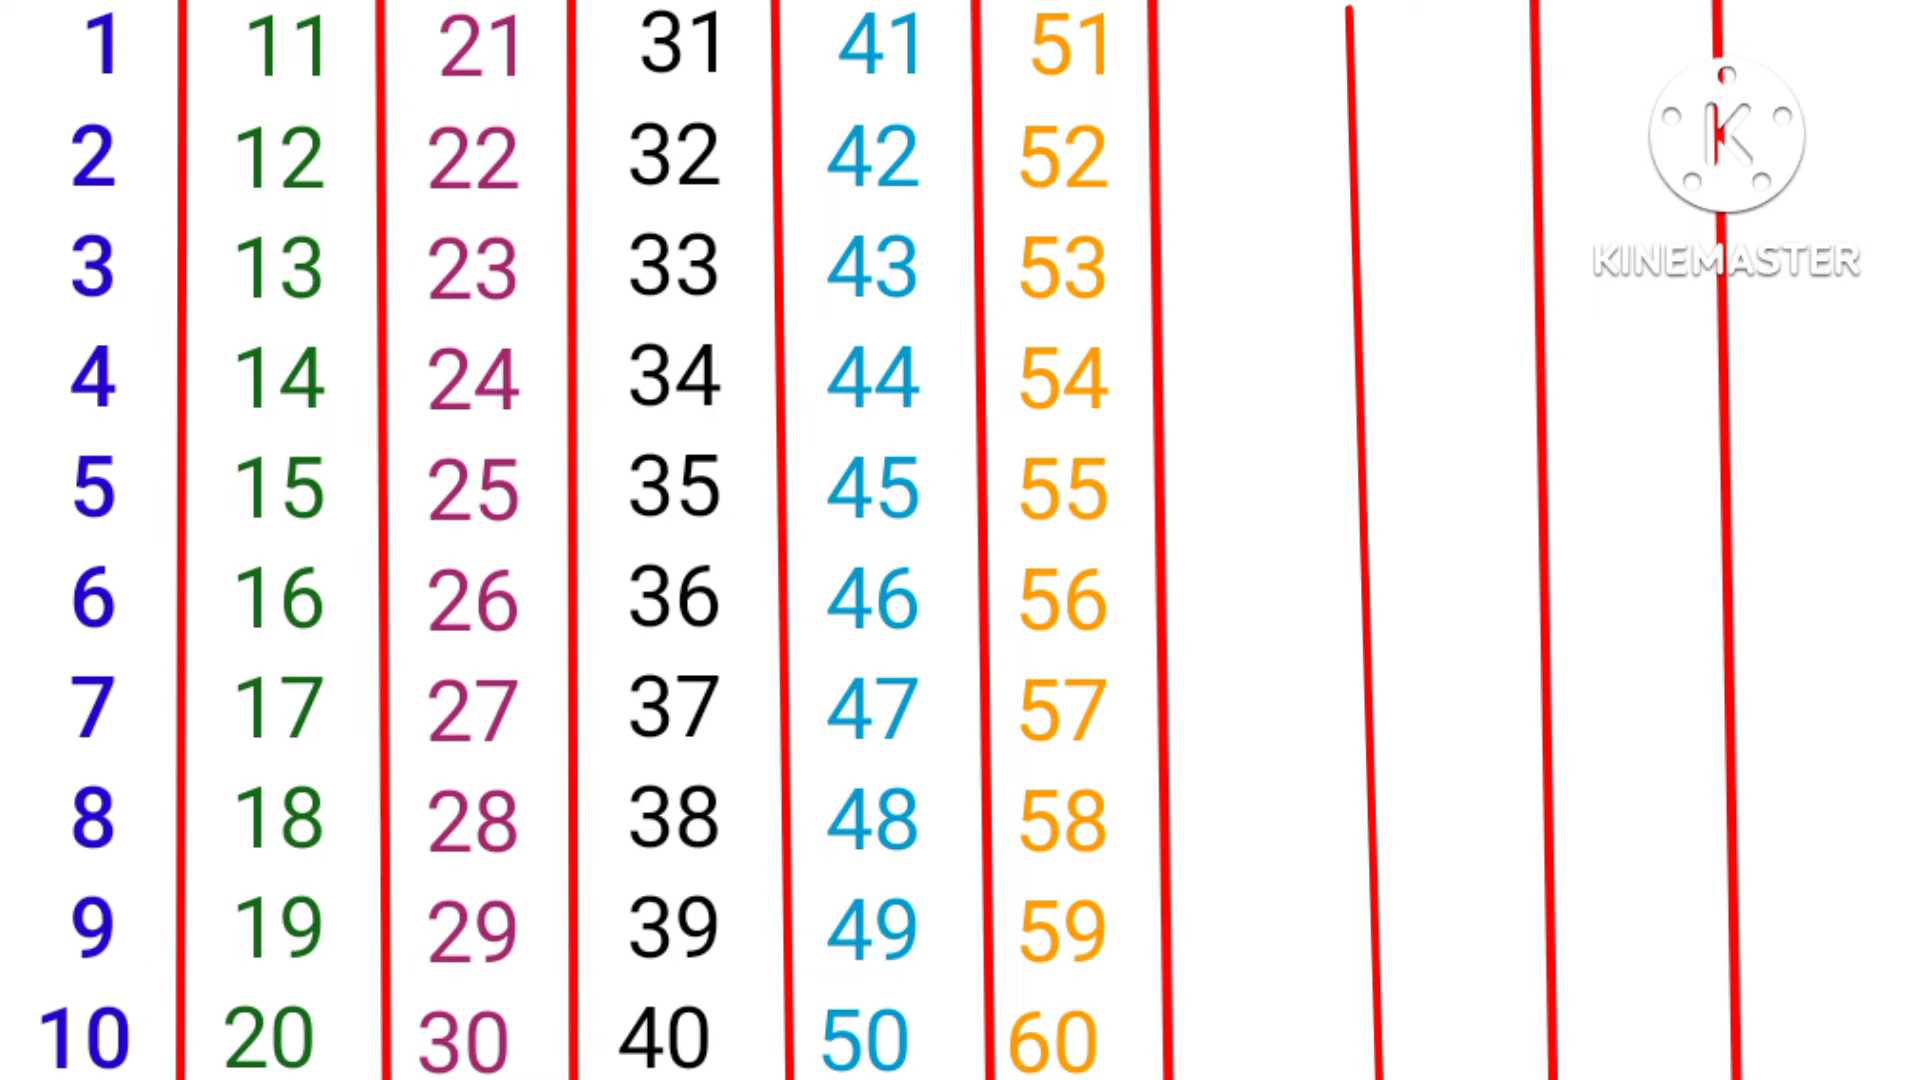 1 11 21 31 41 51
2 12 22 32 42 52
3 13 23 33 43 53
4 14 24 34 44 54
5 15 25 35 45 55
6 16 26 36 46 56
7 17 27 37 47 57
8 18 28 38 48 58
9 19 29 39 49 59
10 20 30 40 50 60
K
KINEMASTER